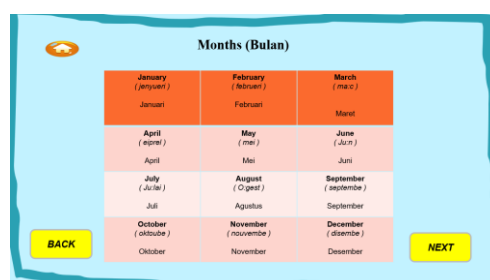 Months (Bulan)
January February March
( jenyueri ) ( februeri ) ( ma:c )
Januari Februari
Maret
April May June
( eiprel ) ( mei ) ( Ju:n )
April Mei Juni
July August September
( Ju:lai ) ( O:gest ) ( septembe )
Juli Agustus September
October November December
( oktoube ) ( nouvembe ) ( disembe )
Oktober November Desember
BACK NEXT